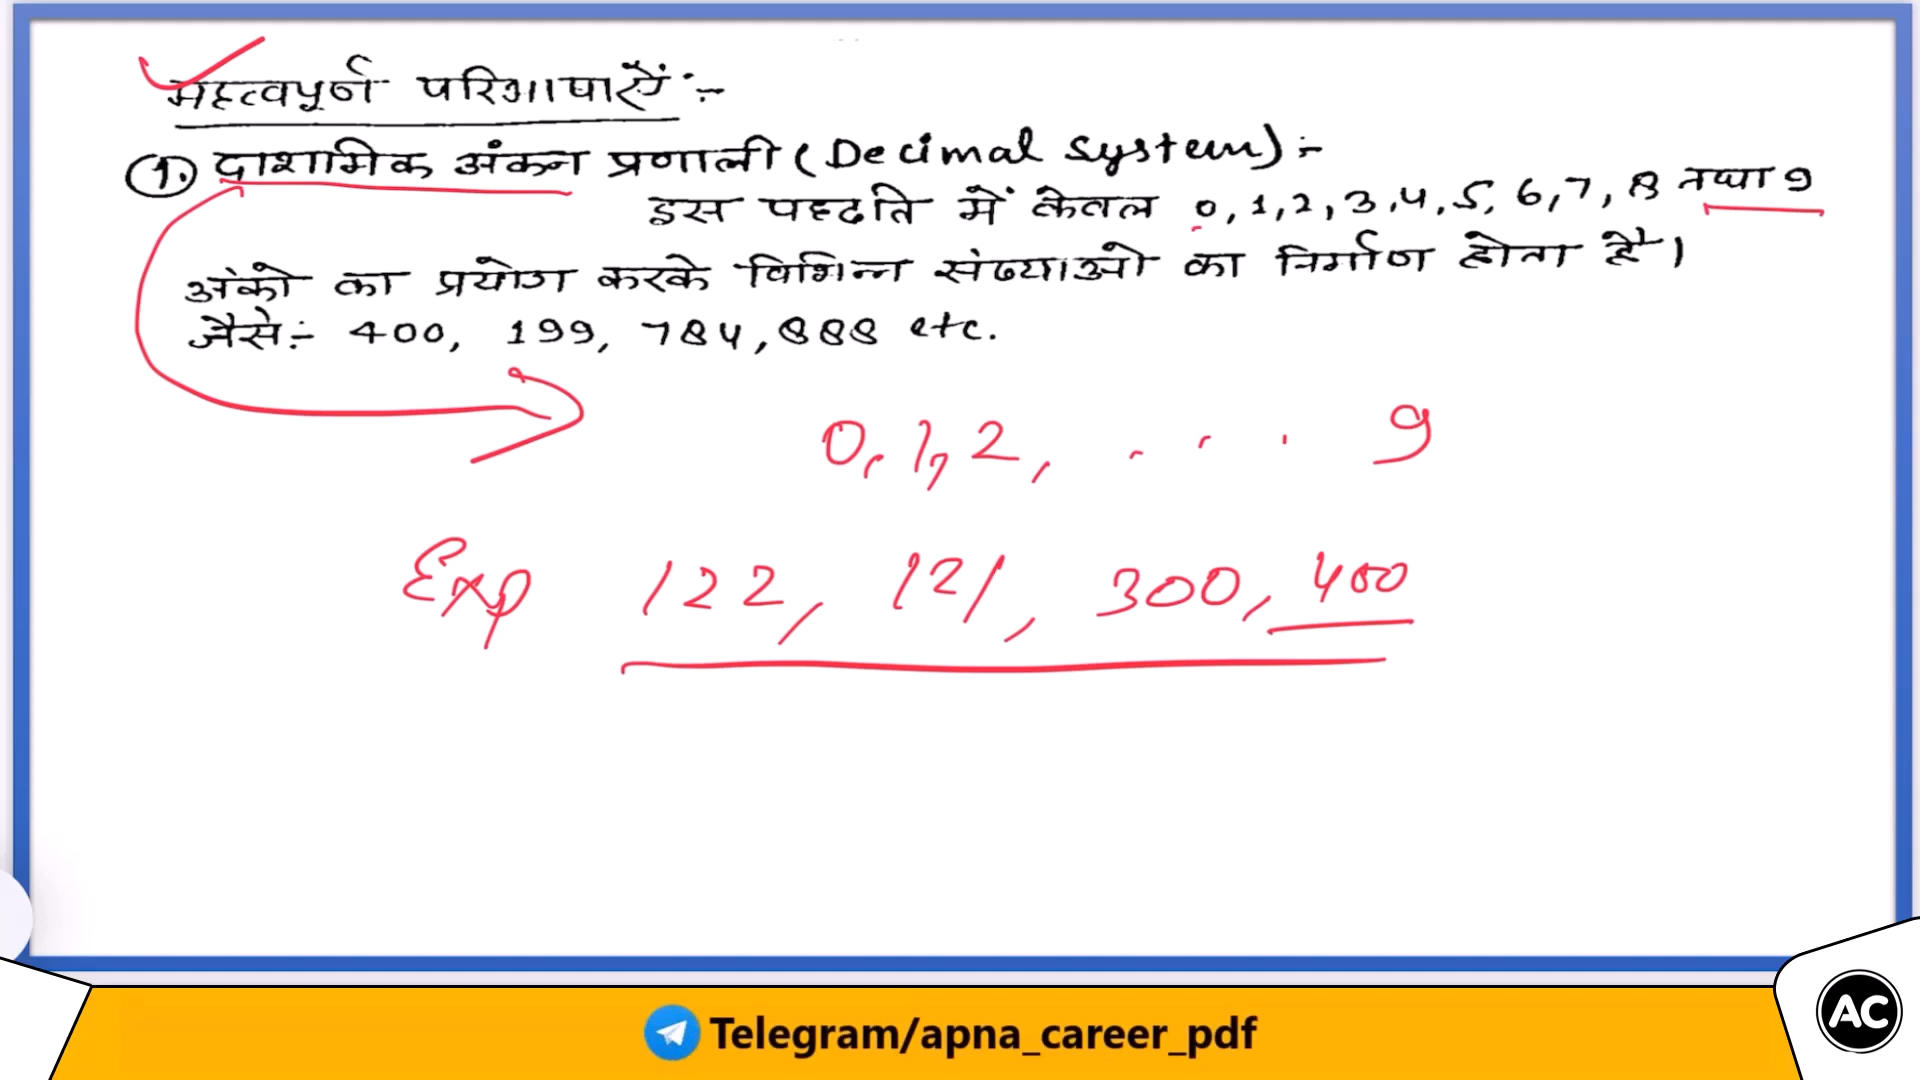 महत्वपूर्ण परिभाषाएँ :-
1. दाशामिक अंकन प्रणाली (Decimal System) :-
इस पद्धति में केवल 0, 1, 2, 3, 4, 5, 6, 7, 8 तथा 9
अंको का प्रयोग करके विभिन्न संख्याओ का निर्माण होता है।
जैसे:- 400, 199, 784, 888 etc.
0, 1, 2, . . . 9
Exp 122, 121, 300, 400
Telegram/apna_career_pdf
AC